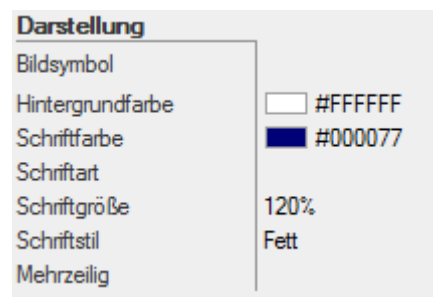 Darstellung
Bildsymbol
Hintergrundfarbe #FFFFFF
Schriftfarbe #000077
Schriftart
Schriftgröße 120%
Schriftstil Fett
Mehrzeilig